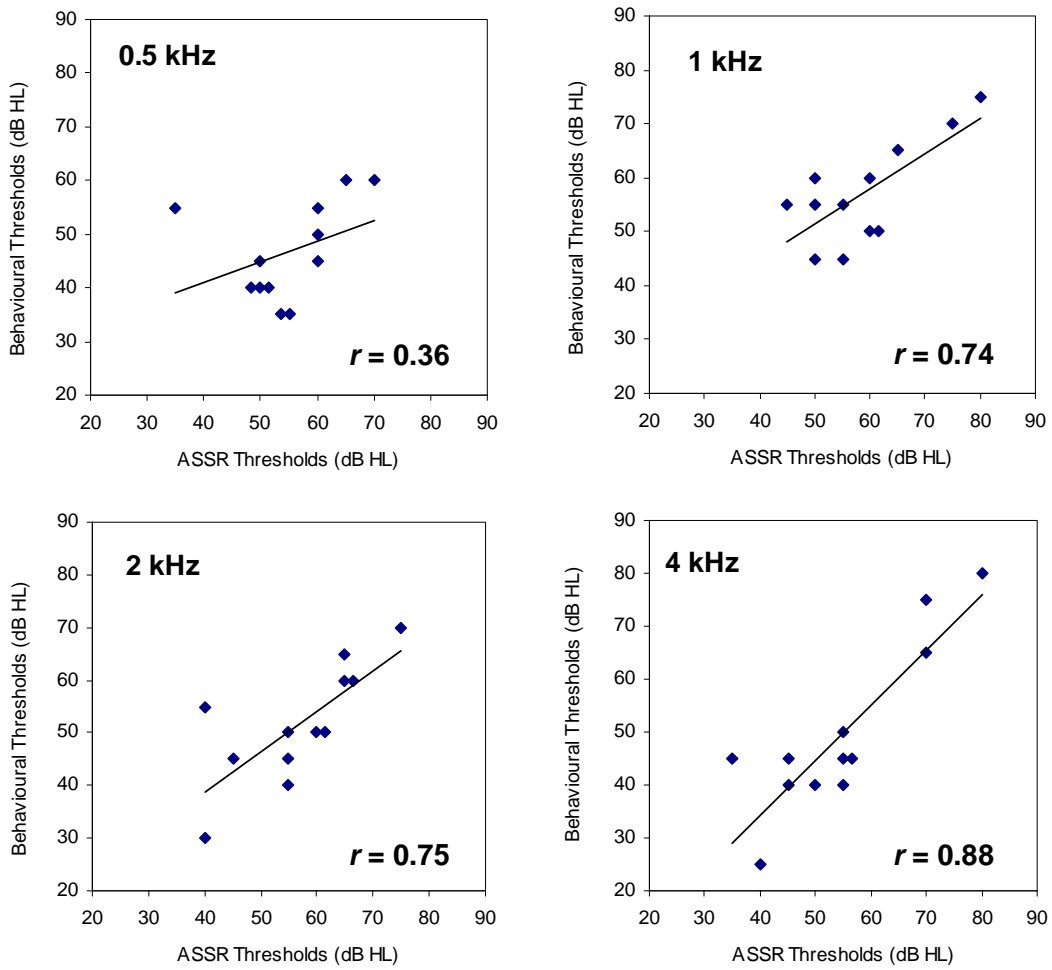 0.5 kHz
Behavioural Thresholds (dB HL)
90
80
70
60
50
40
30
20
r = 0.36
20 30 40 50 60 70 80 90
ASSR Thresholds (dB HL)
1 kHz
Behavioural Thresholds (dB HL)
90
80
70
60
50
40
30
20
r = 0.74
20 30 40 50 60 70 80 90
ASSR Thresholds (dB HL)
2 kHz
Behavioural Thresholds (dB HL)
90
80
70
60
50
40
30
20
r = 0.75
20 30 40 50 60 70 80 90
ASSR Thresholds (dB HL)
4 kHz
Behavioural Thresholds (dB HL)
90
80
70
60
50
40
30
20
r = 0.88
20 30 40 50 60 70 80 90
ASSR Thresholds (dB HL)